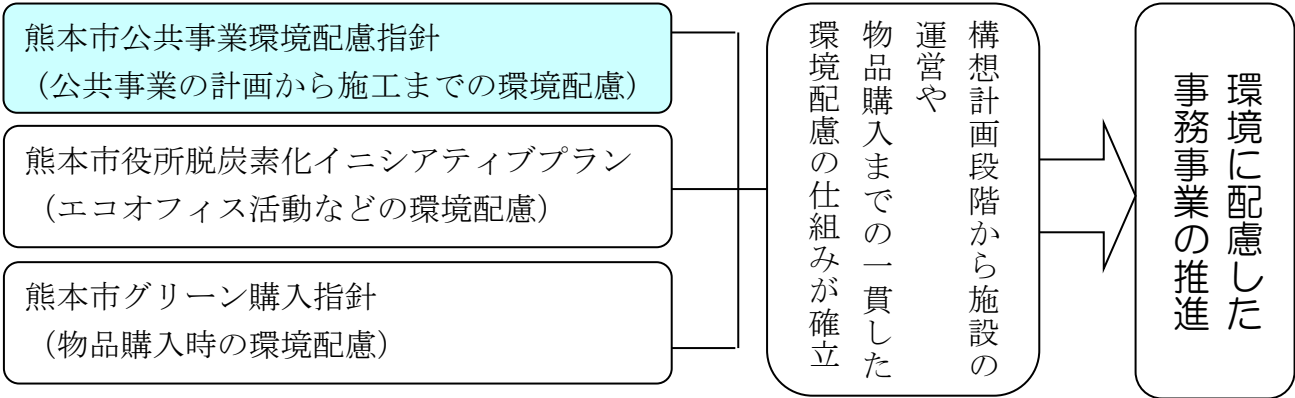 熊本市公共事業環境配慮指針
（公共事業の計画から施工までの環境配慮）
熊本市役所脱炭素化イニシアティブプラン
（エコオフィス活動などの環境配慮）
熊本市グリーン購入指針
（物品購入時の環境配慮）
構想計画段階から施設の
運営や
物品購入までの一貫した
環境配慮の仕組みが確立
環境に配慮した
事務事業の推進